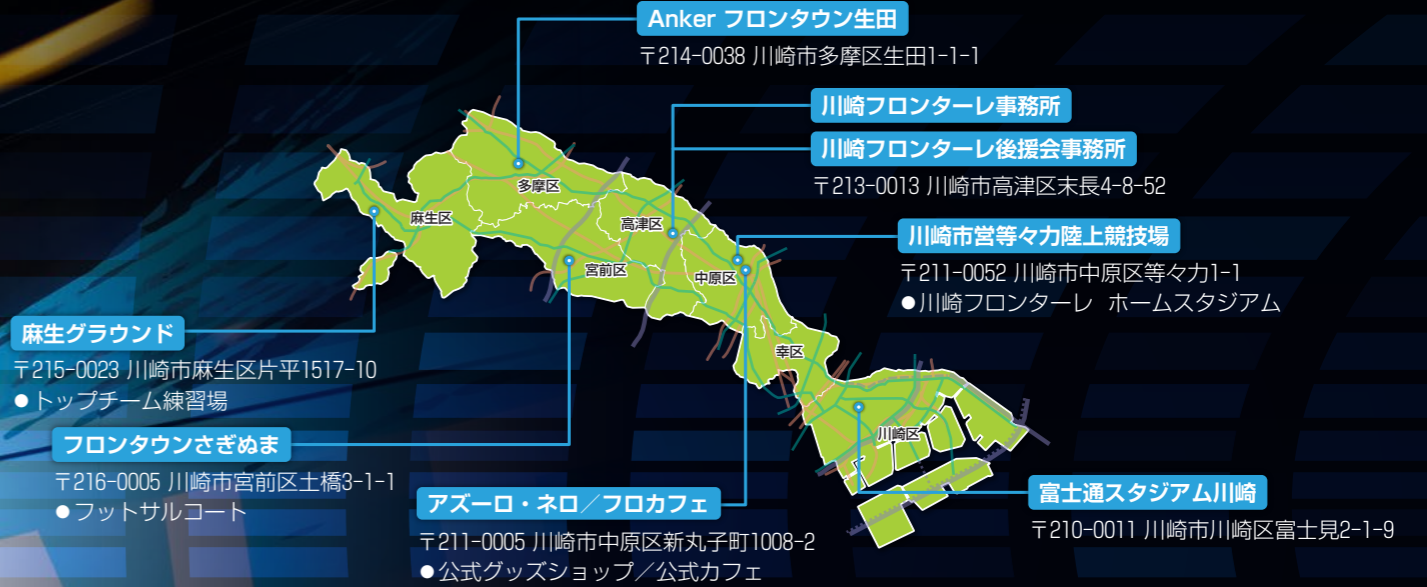 Anker フロンタウン生田
〒214-0038 川崎市多摩区生田1-1-1
川崎フロンターレ事務所
川崎フロンターレ後援会事務所
〒213-0013 川崎市高津区末長4-8-52
川崎市営等々力陸上競技場
〒211-0052 川崎市中原区等々力1-1
●川崎フロンターレ ホームスタジアム
多摩区
麻生区
高津区
宮前区
中原区
幸区
川崎区
麻生グラウンド
〒215-0023 川崎市麻生区片平1517-10
●トップチーム練習場
フロンタウンさぎぬま
〒216-0005 川崎市宮前区土橋3-1-1
●フットサルコート
アズーロ・ネロ／フロカフェ
〒211-0005 川崎市中原区新丸子町1008-2
●公式グッズショップ／公式カフェ
富士通スタジアム川崎
〒210-0011 川崎市川崎区富士見2-1-9